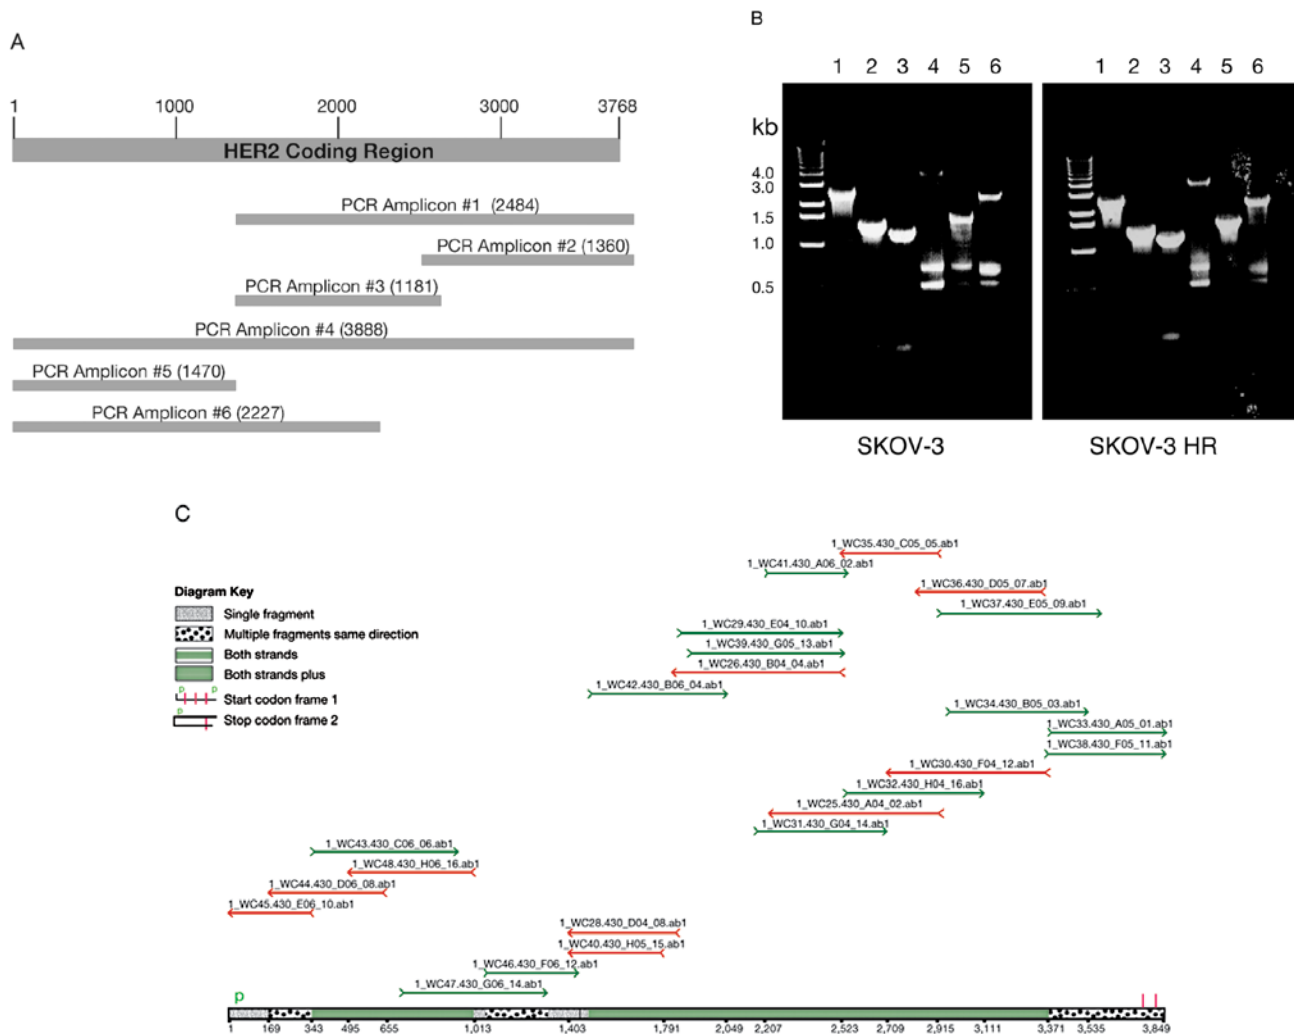 A
1 1000 2000 3000 3768
HER2 Coding Region
PCR Amplicon #1 (2484)
PCR Amplicon #2 (1360)
PCR Amplicon #3 (1181)
PCR Amplicon #4 (3888)
PCR Amplicon #5 (1470)
PCR Amplicon #6 (2227)
B
1 2 3 4 5 6 1 2 3 4 5 6
kb
4.0
3.0
1.5
1.0
0.5
SKOV-3 SKOV-3 HR
C
Diagram Key
Single fragment
Multiple fragments same direction
Both strands
Both strands plus
p p
Start codon frame 1
p
Stop codon frame 2
1_WC35.430_C05_05.ab1
1_WC41.430_A06_02.ab1
1_WC36.430_D05_07.ab1
1_WC37.430_E05_09.ab1
1_WC29.430_E04_10.ab1
1_WC39.430_G05_13.ab1
1_WC26.430_B04_04.ab1
1_WC42.430_B06_04.ab1
1_WC34.430_B05_03.ab1
1_WC33.430_A05_01.ab1
1_WC38.430_F05_11.ab1
1_WC30.430_F04_12.ab1
1_WC32.430_H04_16.ab1
1_WC25.430_A04_02.ab1
1_WC31.430_G04_14.ab1
1_WC43.430_C06_06.ab1
1_WC48.430_H06_16.ab1
1_WC44.430_D06_08.ab1
1_WC45.430_E06_10.ab1
1_WC28.430_D04_08.ab1
1_WC40.430_H05_15.ab1
1_WC46.430_F06_12.ab1
1_WC47.430_G06_14.ab1
p
1 169 343 495 655 1,013 1,403 1,791 2,049 2,207 2,523 2,709 2,915 3,111 3,371 3,535 3,849